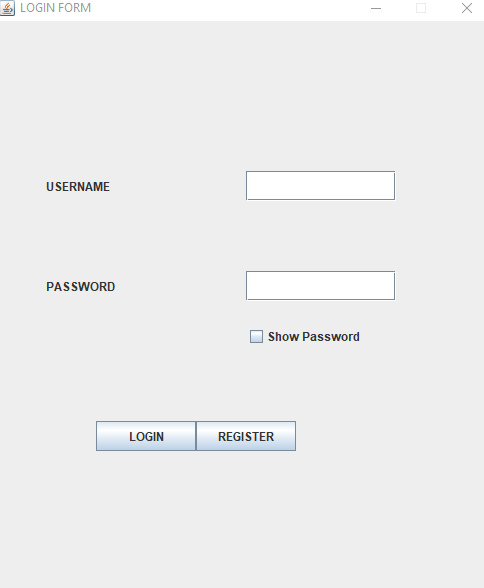 LOGIN FORM
USERNAME
PASSWORD
Show Password
LOGIN REGISTER